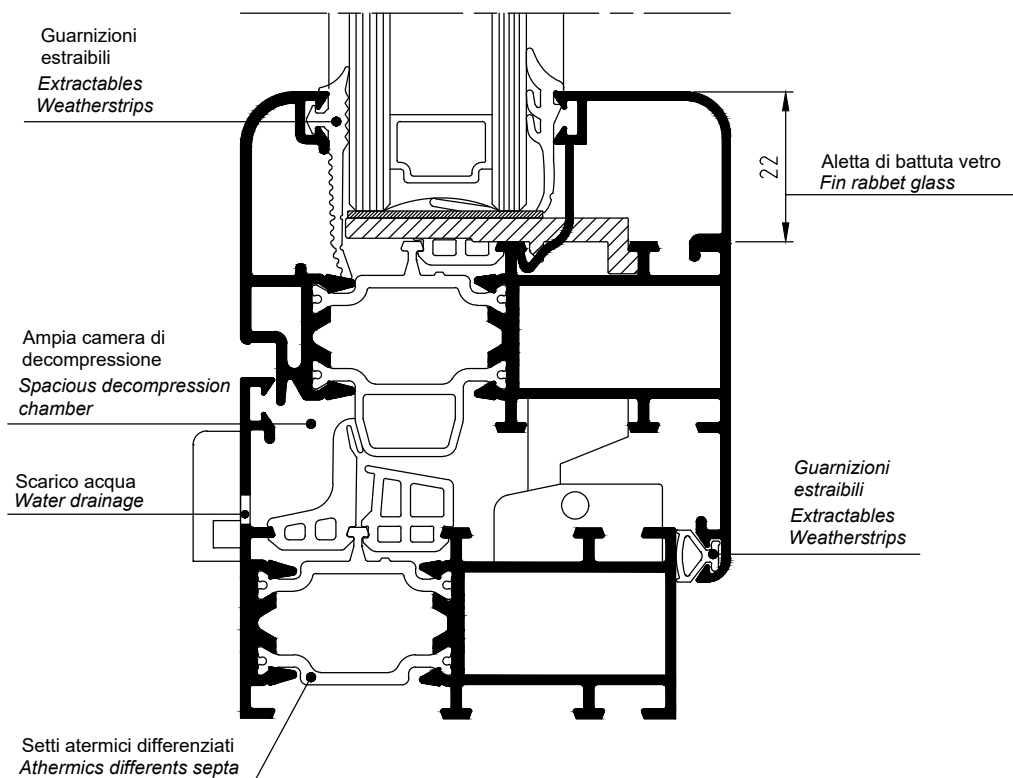 Guarnizioni
estraibili
Extractables
Weatherstrips
22
Aletta di battuta vetro
Fin rabbet glass
Ampia camera di
decompressione
Spacious decompression
chamber
Scarico acqua
Water drainage
Guarnizioni
estraibili
Extractables
Weatherstrips
Setti atermici differenziati
Athermics differents septa